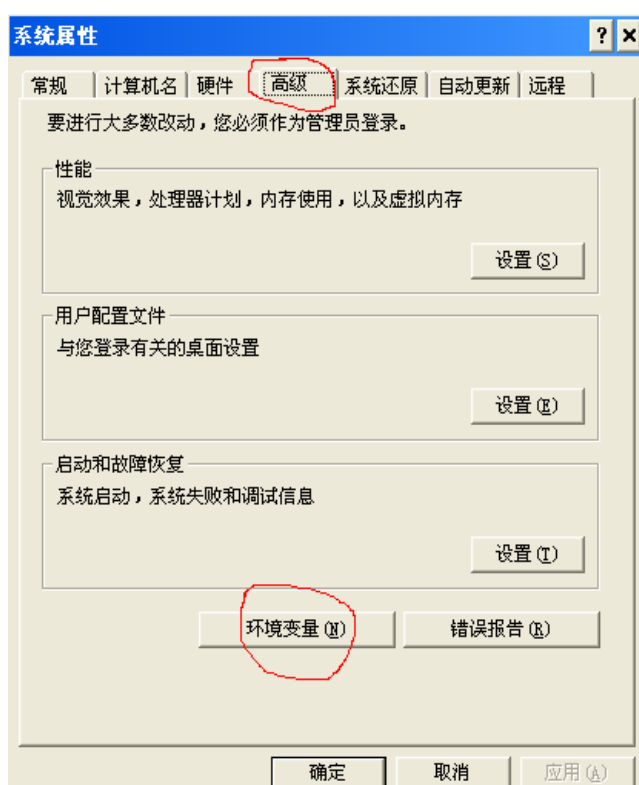 系统属性
常规 计算机名 硬件 高级 系统还原 自动更新 远程
要进行大多数改动，您必须作为管理员登录。
性能
视觉效果，处理器计划，内存使用，以及虚拟内存
设置(S)
用户配置文件
与您登录有关的桌面设置
设置(E)
启动和故障恢复
系统启动，系统失败和调试信息
设置(T)
环境变量(N) 错误报告(R)
确定 取消 应用(A)